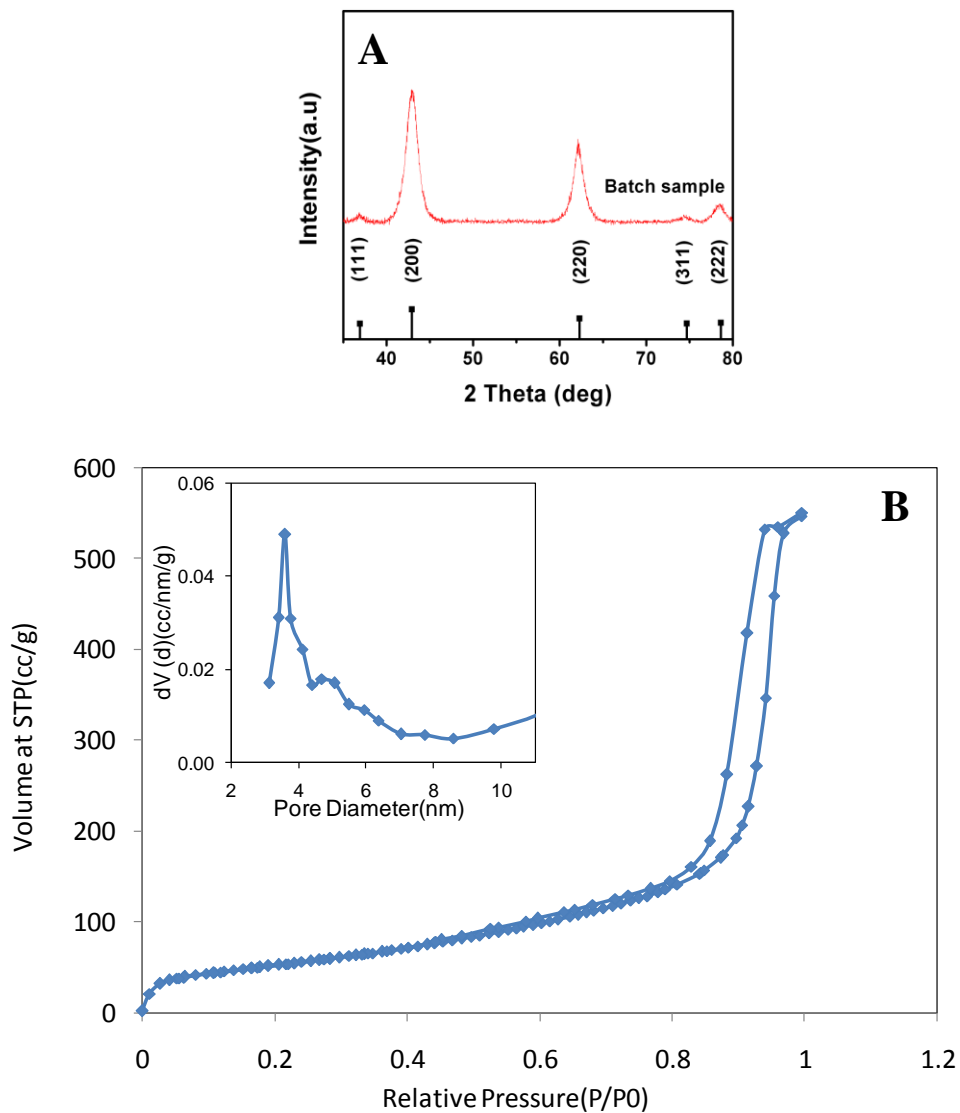 A
Intensity(a.u)
Batch sample
(111)
(200)
(220)
(311)
(222)
40 50 60 70 80
2 Theta (deg)
B
600
500
400
300
200
100
0
Volume at STP(cc/g)
0 0.2 0.4 0.6 0.8 1 1.2
Relative Pressure(P/P0)
0.06
0.04
0.02
0.00
dV (d)(cc/nm/g)
2 4 6 8 10
Pore Diameter(nm)